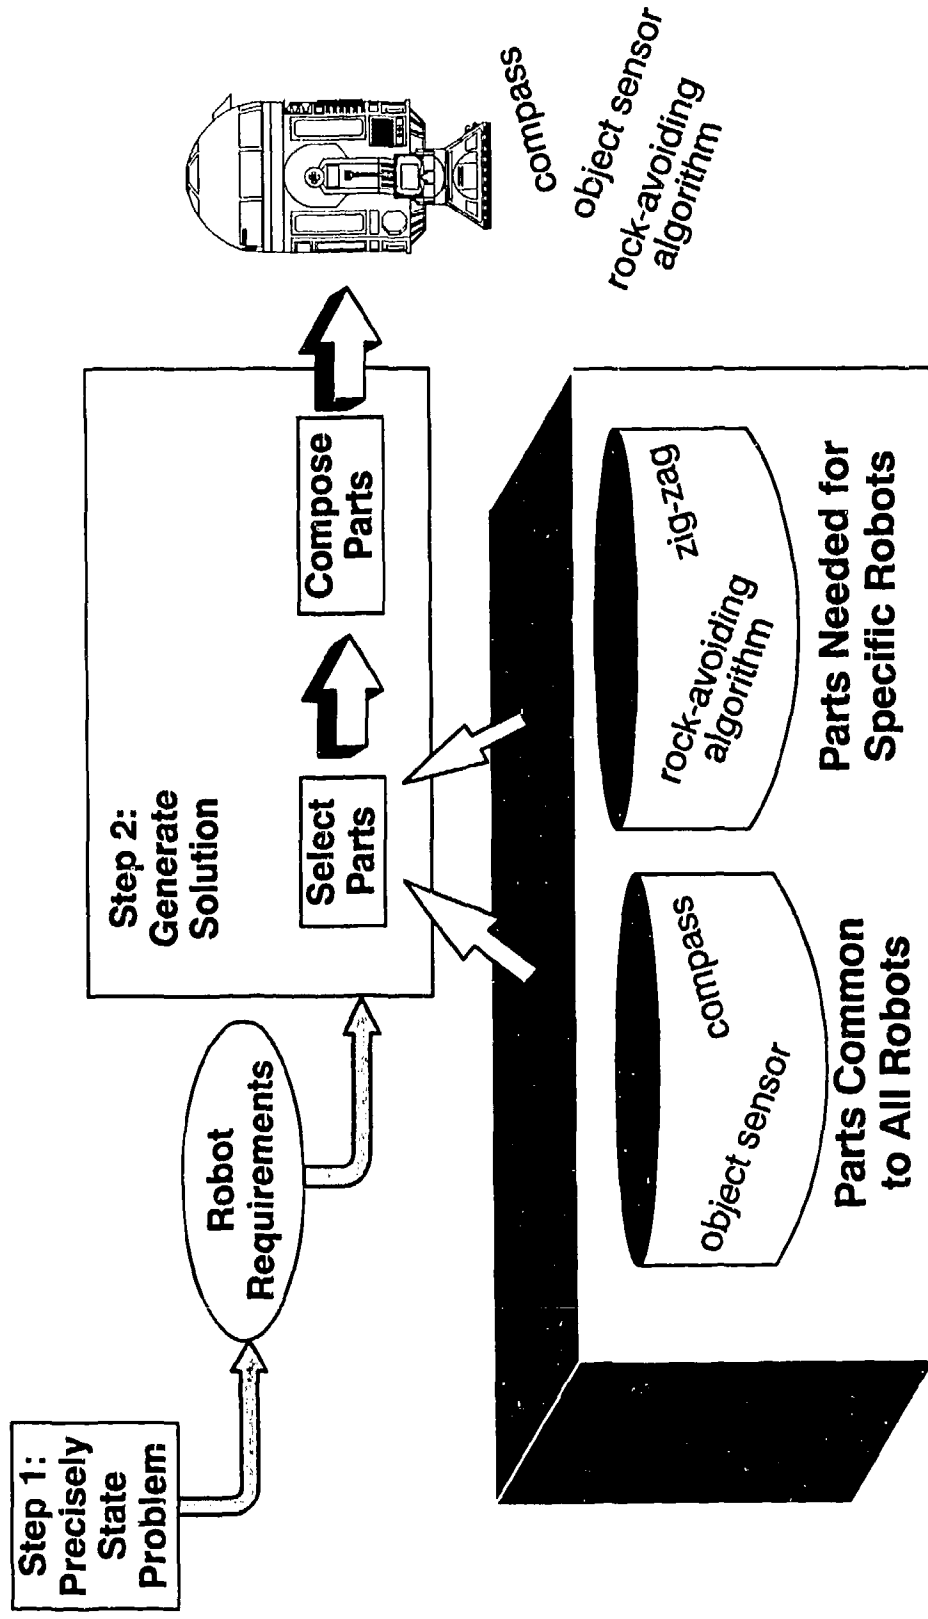 Step 1:
Precisely
State
Problem
Robot
Requirements
Step 2:
Generate
Solution
Select
Parts
Compose
Parts
compass
object sensor
rock-avoiding
algorithm
object sensor
compass
Parts Common
to All Robots
rock-avoiding
algorithm
zig-zag
Parts Needed for
Specific Robots